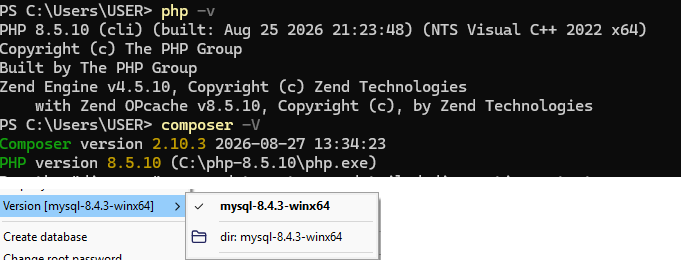 PS C:\Users\USER> php -v
PHP 8.5.10 (cli) (built: Aug 25 2026 21:23:48) (NTS Visual C++ 2022 x64)
Copyright (c) The PHP Group
Built by The PHP Group
Zend Engine v4.5.10, Copyright (c) Zend Technologies
    with Zend OPcache v8.5.10, Copyright (c), by Zend Technologies
PS C:\Users\USER> composer -V
Composer version 2.10.3 2026-08-27 13:34:23
PHP version 8.5.10 (C:\php-8.5.10\php.exe)
Version [mysql-8.4.3-winx64]
mysql-8.4.3-winx64
dir: mysql-8.4.3-winx64
Create database
Change root password